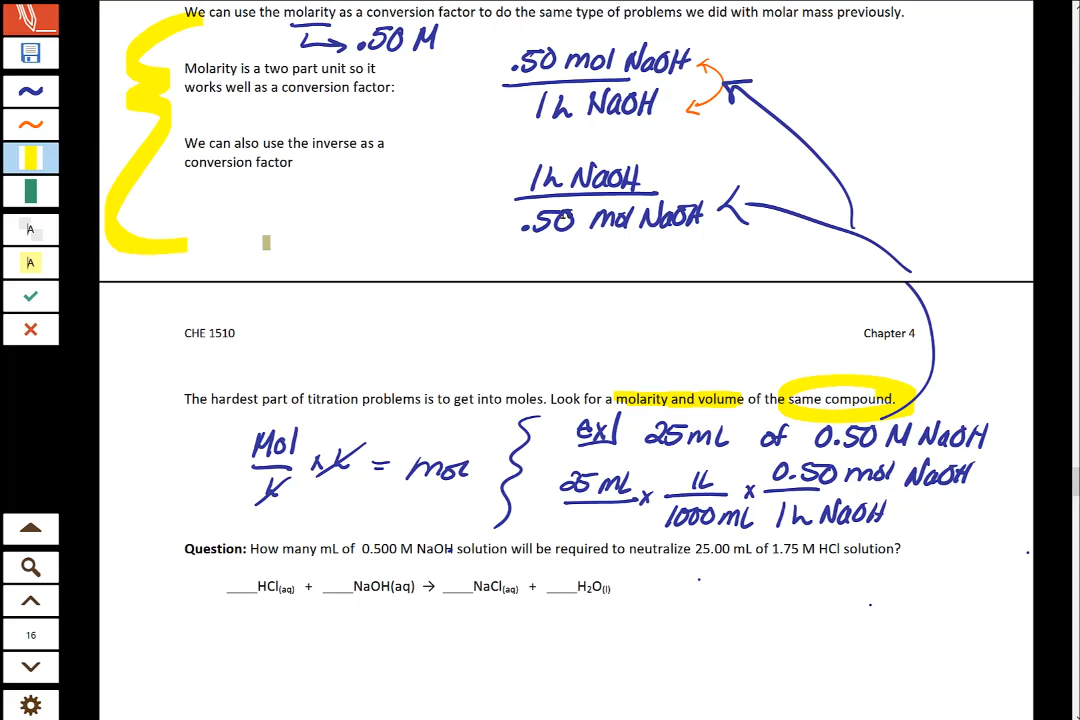 We can use the molarity as a conversion factor to do the same type of problems we did with molar mass previously.
.50 M
Molarity is a two part unit so it
works well as a conversion factor:
.50 mol NaOH
1L NaOH
We can also use the inverse as a
conversion factor
1L NaOH
.50 mol NaOH
CHE 1510
Chapter 4
The hardest part of titration problems is to get into moles. Look for a molarity and volume of the same compound.
ex 25mL of 0.50 M NaOH
Mol
L × L = mol
25 mL × 1L × 0.50 mol NaOH
1000 mL 1L NaOH
Question: How many mL of 0.500 M NaOH solution will be required to neutralize 25.00 mL of 1.75 M HCl solution?
____HCl(aq) + ____NaOH(aq) → ____NaCl(aq) + ____H₂O(l)
A
A
16